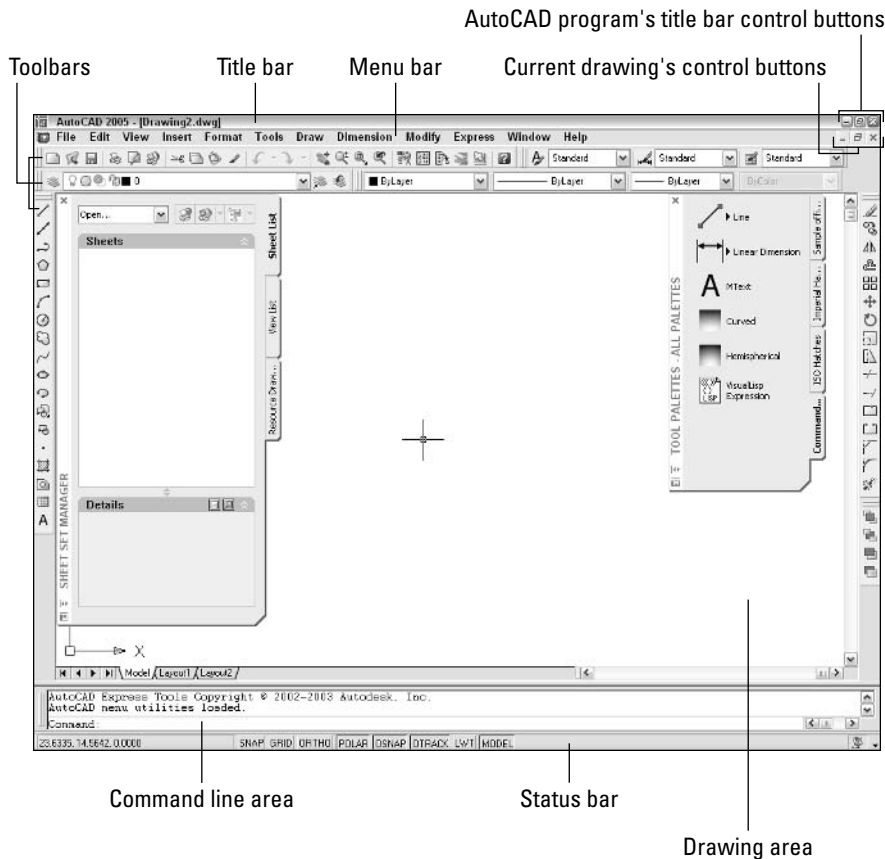 AutoCAD program's title bar control buttons
Toolbars Title bar Menu bar Current drawing's control buttons
AutoCAD 2005 - [Drawing2.dwg]
File Edit View Insert Format Tools Draw Dimension Modify Express Window Help
Standard Standard Standard
0 ByLayer ByLayer ByLayer ByColor
Open...
Sheets
Sheet List
View List
Resource Draw...
Details
SHEET SET MANAGER
Line
Linear Dimension
A MText
Curved
Hemispherical
VisualLisp
Expression
Sample offi...
Imperial Ha...
ISO Hatches
Command...
TOOL PALETTES - ALL PALETTES
A
X
Model Layout1 Layout2
AutoCAD Express Tools Copyright © 2002-2003 Autodesk, Inc.
AutoCAD menu utilities loaded.
Command:
23.6335, 14.5642, 0.0000 SNAP GRID ORTHO POLAR OSNAP OTRACK LWT MODEL
Command line area Status bar
Drawing area